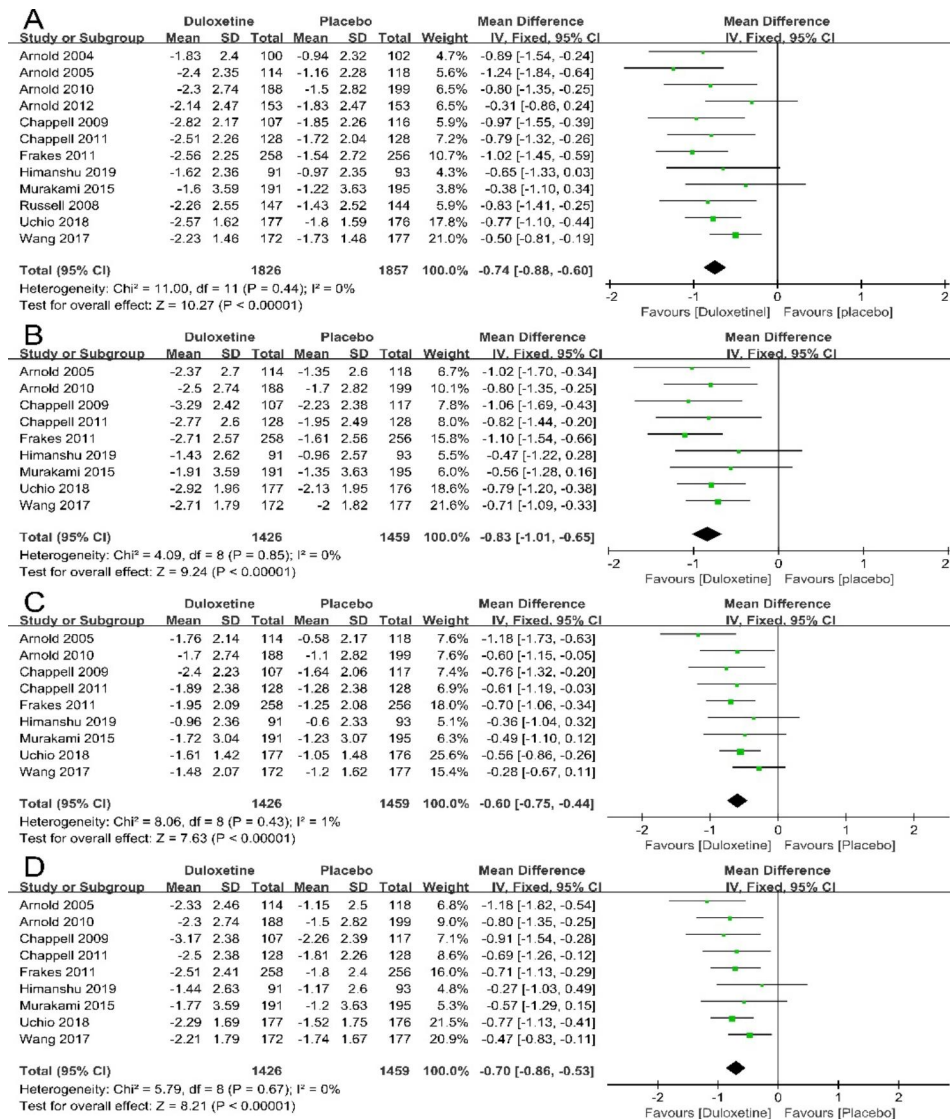 A
Duloxetine Placebo Mean Difference Mean Difference
Study or Subgroup Mean SD Total Mean SD Total Weight IV, Fixed, 95% CI IV, Fixed, 95% CI
Arnold 2004 -1.83 2.4 100 -0.94 2.32 102 4.7% -0.89 [-1.54, -0.24]
Arnold 2005 -2.4 2.35 114 -1.16 2.28 118 5.6% -1.24 [-1.84, -0.64]
Arnold 2010 -2.3 2.74 188 -1.5 2.82 199 6.6% -0.80 [-1.35, -0.25]
Arnold 2012 -2.14 2.47 153 -1.83 2.47 153 6.6% -0.31 [-0.86, 0.24]
Chappell 2009 -2.82 2.17 107 -1.85 2.26 116 5.9% -0.97 [-1.55, -0.39]
Chappell 2011 -2.51 2.26 128 -1.72 2.04 128 7.2% -0.79 [-1.32, -0.26]
Frakes 2011 -2.56 2.25 258 -1.54 2.72 256 10.7% -1.02 [-1.45, -0.59]
Himanshu 2019 -1.62 2.36 91 -0.97 2.35 93 4.2% -0.65 [-1.33, 0.03]
Murakami 2015 -1.6 3.59 191 -1.22 3.63 195 3.8% -0.38 [-1.10, 0.34]
Russell 2008 -2.26 2.55 147 -1.43 2.52 144 5.8% -0.83 [-1.41, -0.25]
Uchio 2018 -2.57 1.62 177 -1.8 1.59 176 17.8% -0.77 [-1.10, -0.44]
Wang 2017 -2.23 1.46 172 -1.73 1.48 177 21.0% -0.50 [-0.81, -0.19]
Total (95% CI) 1826 1857 100.0% -0.74 [-0.88, -0.60]
Heterogeneity: Chi² = 11.00, df = 11 (P = 0.44); I² = 0%
Test for overall effect: Z = 10.27 (P < 0.00001)
-2 -1 0 1 2
Favours [Duloxetinel Favours [placebo]
B
Duloxetine Placebo Mean Difference Mean Difference
Study or Subgroup Mean SD Total Mean SD Total Weight IV, Fixed, 95% CI IV, Fixed, 95% CI
Arnold 2005 -2.37 2.7 114 -1.35 2.6 118 6.7% -1.02 [-1.70, -0.34]
Arnold 2010 -2.5 2.74 188 -1.7 2.82 199 10.1% -0.80 [-1.35, -0.25]
Chappell 2009 -3.29 2.42 107 -2.23 2.38 117 7.8% -1.06 [-1.69, -0.43]
Chappell 2011 -2.77 2.6 128 -1.95 2.49 128 8.0% -0.82 [-1.44, -0.20]
Frakes 2011 -2.71 2.57 258 -1.61 2.56 256 15.8% -1.10 [-1.54, -0.66]
Himanshu 2019 -1.43 2.62 91 -0.96 2.57 93 5.5% -0.47 [-1.22, 0.28]
Murakami 2015 -1.91 3.59 191 -1.35 3.63 195 6.0% -0.56 [-1.28, 0.16]
Uchio 2018 -2.92 1.96 177 -2.13 1.95 176 18.6% -0.79 [-1.20, -0.38]
Wang 2017 -2.71 1.79 172 -2 1.82 177 21.6% -0.71 [-1.09, -0.33]
Total (95% CI) 1426 1459 100.0% -0.83 [-1.01, -0.65]
Heterogeneity: Chi² = 4.09, df = 8 (P = 0.85); I² = 0%
Test for overall effect: Z = 9.24 (P < 0.00001)
-2 -1 0 1 2
Favours [Duloxetine] Favours [placebo]
C
Duloxetine Placebo Mean Difference Mean Difference
Study or Subgroup Mean SD Total Mean SD Total Weight IV, Fixed, 95% CI IV, Fixed, 95% CI
Arnold 2005 -1.76 2.14 114 -0.58 2.17 118 7.6% -1.18 [-1.73, -0.63]
Arnold 2010 -1.7 2.74 188 -1.1 2.82 199 7.6% -0.60 [-1.15, -0.05]
Chappell 2009 -2.4 2.23 107 -1.64 2.06 117 7.4% -0.76 [-1.32, -0.20]
Chappell 2011 -1.89 2.38 128 -1.28 2.38 128 6.9% -0.61 [-1.19, -0.03]
Frakes 2011 -1.95 2.09 258 -1.25 2.08 256 18.0% -0.70 [-1.06, -0.34]
Himanshu 2019 -0.96 2.36 91 -0.6 2.33 93 5.1% -0.36 [-1.04, 0.32]
Murakami 2015 -1.72 3.04 191 -1.23 3.07 195 6.3% -0.49 [-1.10, 0.12]
Uchio 2018 -1.61 1.42 177 -1.05 1.48 176 25.6% -0.56 [-0.86, -0.26]
Wang 2017 -1.48 2.07 172 -1.2 1.62 177 15.4% -0.28 [-0.67, 0.11]
Total (95% CI) 1426 1459 100.0% -0.60 [-0.75, -0.44]
Heterogeneity: Chi² = 8.06, df = 8 (P = 0.43); I² = 1%
Test for overall effect: Z = 7.63 (P < 0.00001)
-2 -1 0 1 2
Favours [Duloxetine] Favours [Placebo]
D
Duloxetine Placebo Mean Difference Mean Difference
Study or Subgroup Mean SD Total Mean SD Total Weight IV, Fixed, 95% CI IV, Fixed, 95% CI
Arnold 2005 -2.33 2.46 114 -1.15 2.5 118 6.8% -1.18 [-1.82, -0.54]
Arnold 2010 -2.3 2.74 188 -1.5 2.82 199 9.0% -0.80 [-1.35, -0.25]
Chappell 2009 -3.17 2.38 107 -2.26 2.39 117 7.1% -0.91 [-1.54, -0.28]
Chappell 2011 -2.5 2.38 128 -1.81 2.26 128 8.5% -0.69 [-1.26, -0.12]
Frakes 2011 -2.51 2.41 258 -1.8 2.4 256 16.0% -0.71 [-1.13, -0.29]
Himanshu 2019 -1.44 2.63 91 -1.17 2.6 93 4.8% -0.27 [-1.03, 0.49]
Murakami 2015 -1.77 3.59 191 -1.2 3.63 195 5.3% -0.57 [-1.29, 0.15]
Uchio 2018 -2.29 1.69 177 -1.52 1.75 176 21.4% -0.77 [-1.13, -0.41]
Wang 2017 -2.21 1.79 172 -1.74 1.67 177 20.9% -0.47 [-0.83, -0.11]
Total (95% CI) 1426 1459 100.0% -0.70 [-0.86, -0.53]
Heterogeneity: Chi² = 5.79, df = 8 (P = 0.67); I² = 0%
Test for overall effect: Z = 8.21 (P < 0.00001)
-2 -1 0 1 2
Favours [Duloxetine] Favours [Placebo]